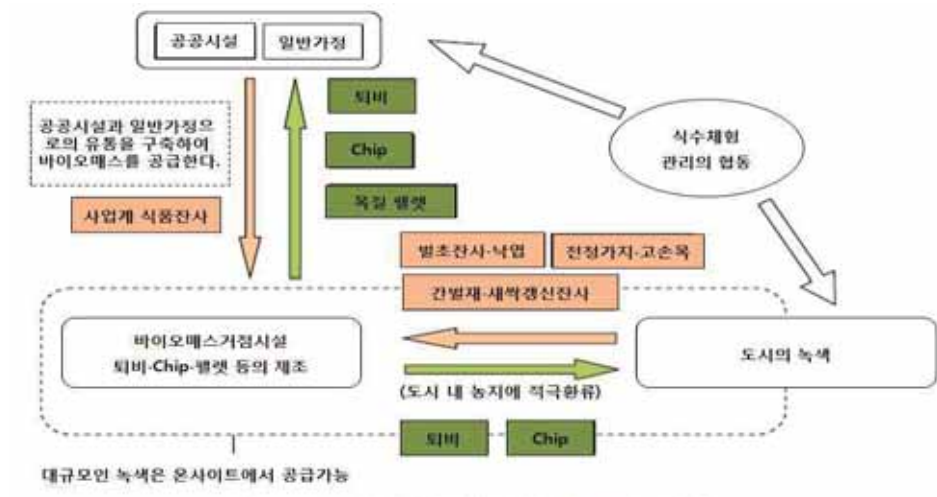 공공시설
일반가정
퇴비
Chip
목질 팰렛
공공시설과 일반가정으
로의 유통을 구축하여
바이오매스를 공급한다.
사업계 식품잔사
식수체험
관리의 협동
벌초잔사·낙엽
전정가지·고손목
간벌재·새싹갱신잔사
바이오매스거점시설
퇴비·Chip·팰렛 등의 제조
도시의 녹색
(도시 내 농지에 적극환류)
퇴비
Chip
대규모인 녹색은 온사이트에서 공급가능